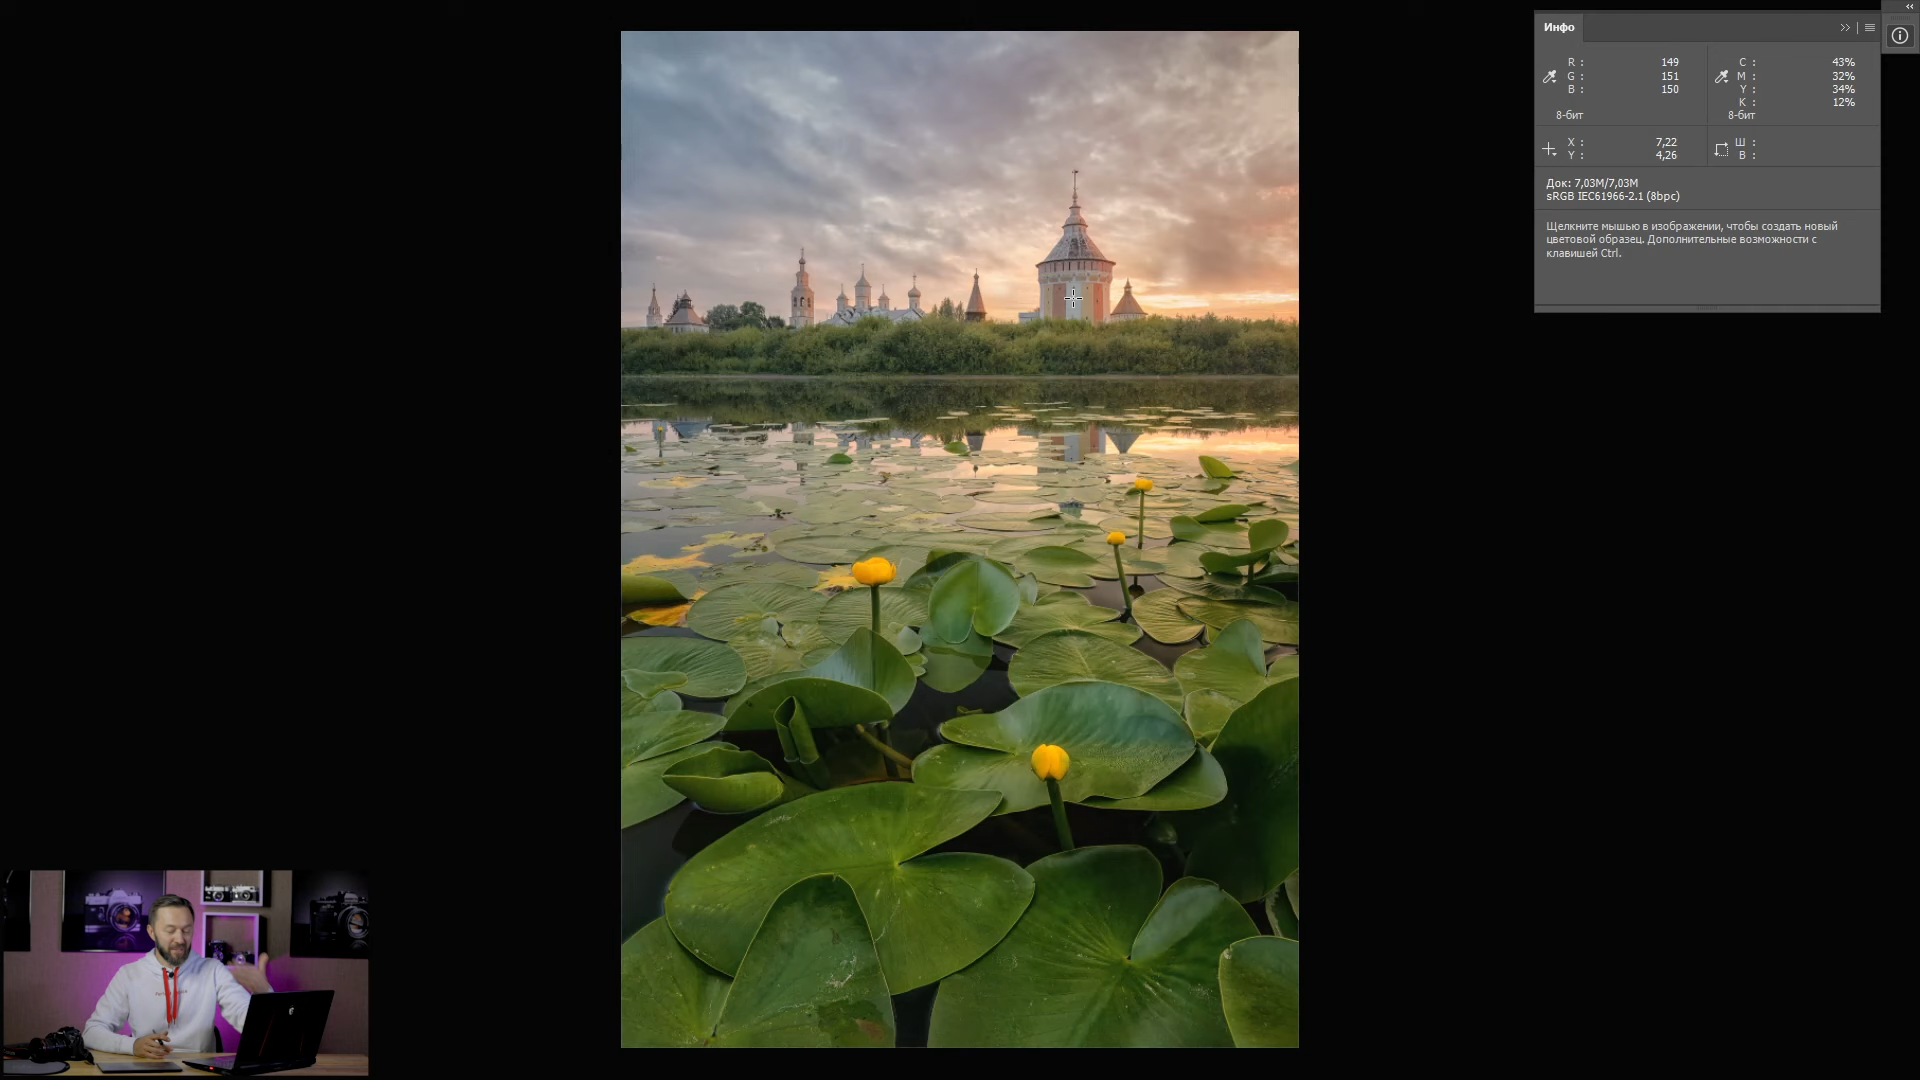 Инфо
R : 149
G : 151
B : 150
8-бит
C : 43%
M : 32%
Y : 34%
K : 12%
8-бит
X : 7,22
Y : 4,26
Ш :
В :
Док: 7,03M/7,03M
sRGB IEC61966-2.1 (8bpc)
Щелкните мышью в изображении, чтобы создать новый
цветовой образец. Дополнительные возможности с
клавишей Ctrl.